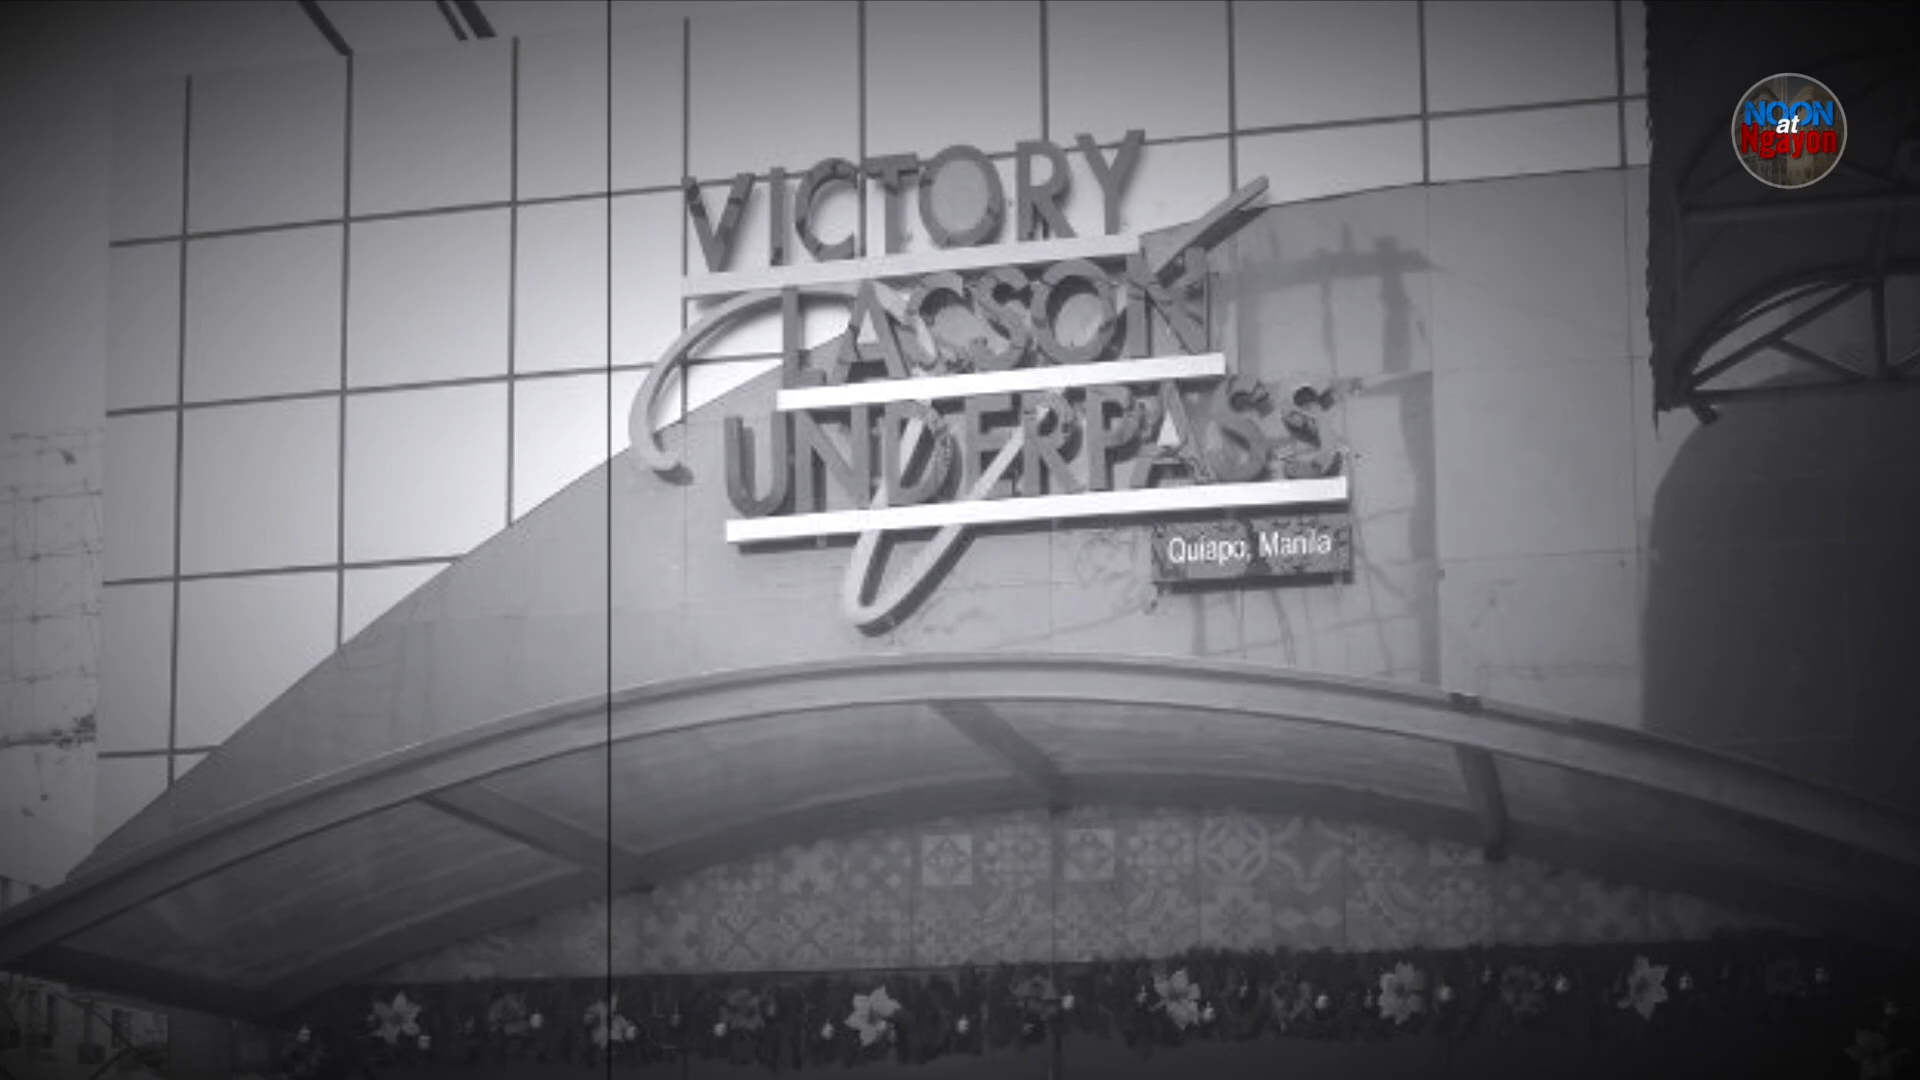 VICTORY
LACSON
UNDERPASS
Quiapo, Manila
NOON
at
Ngayon